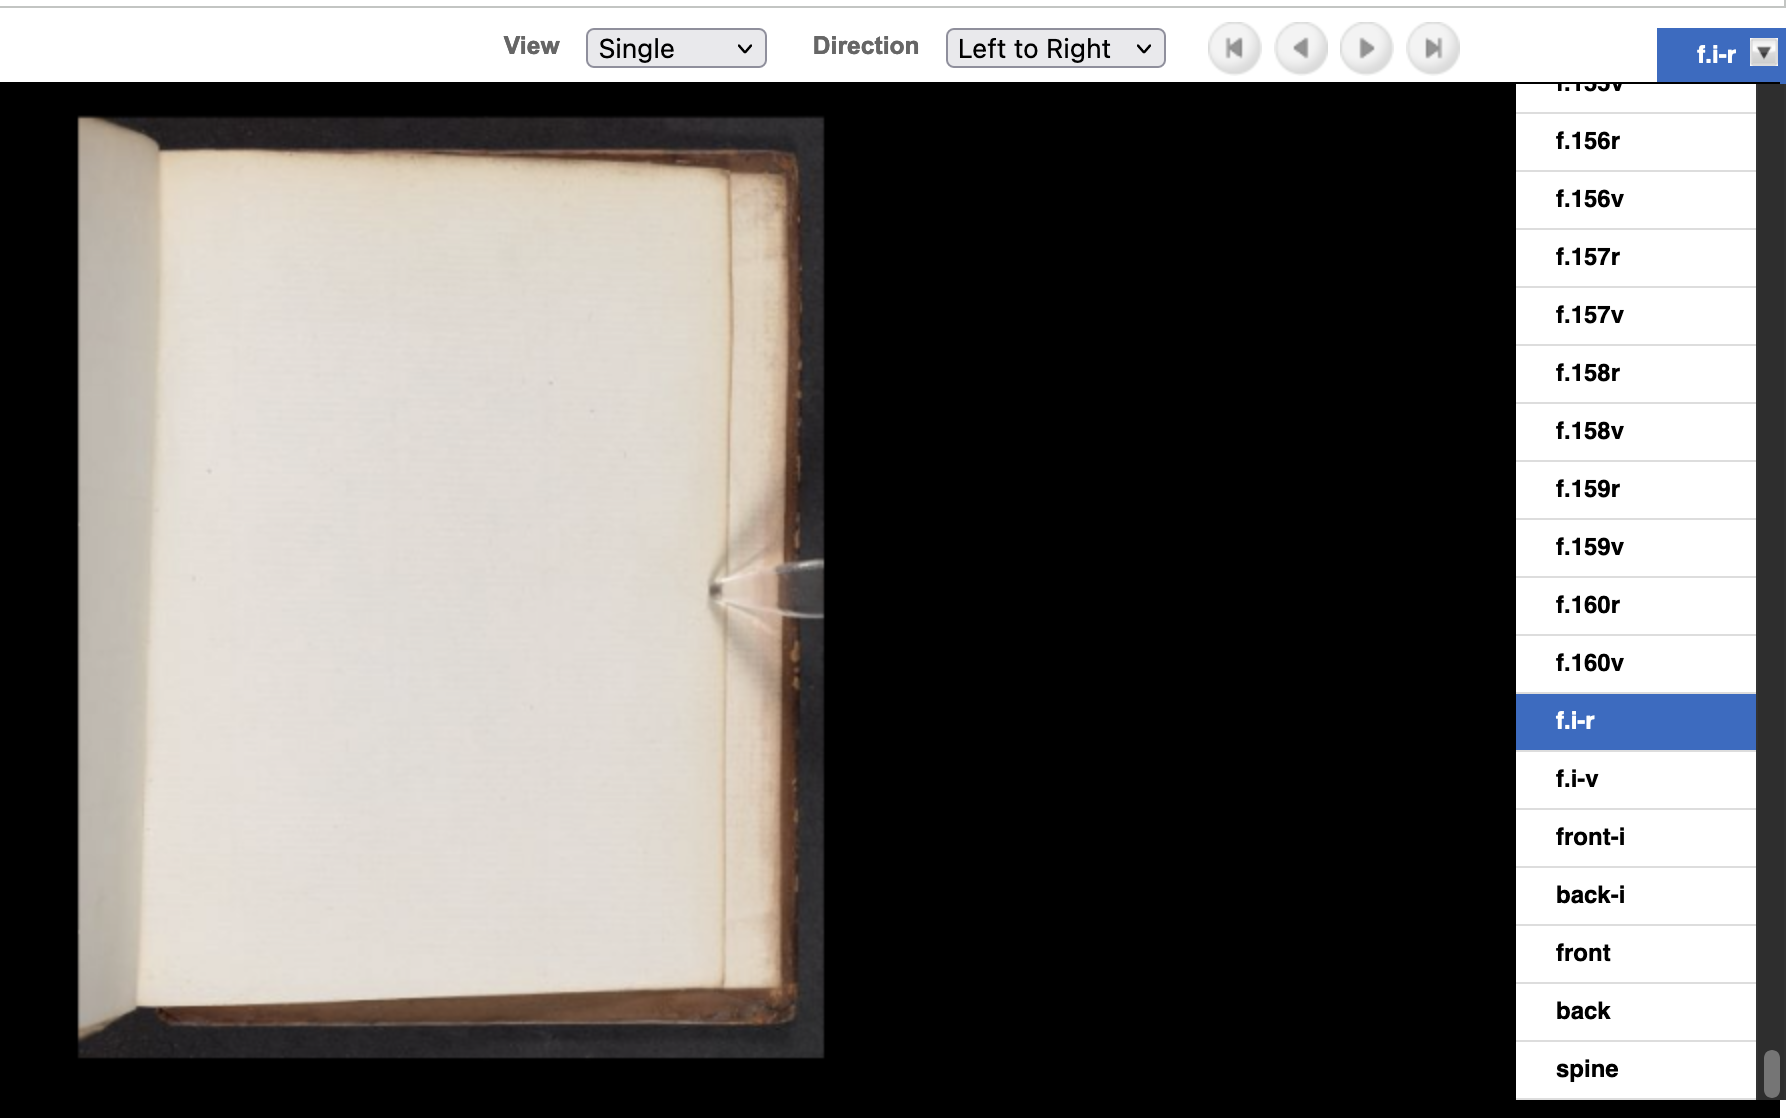 View Single Direction Left to Right f.i-r
f.155v
f.156r
f.156v
f.157r
f.157v
f.158r
f.158v
f.159r
f.159v
f.160r
f.160v
f.i-r
f.i-v
front-i
back-i
front
back
spine